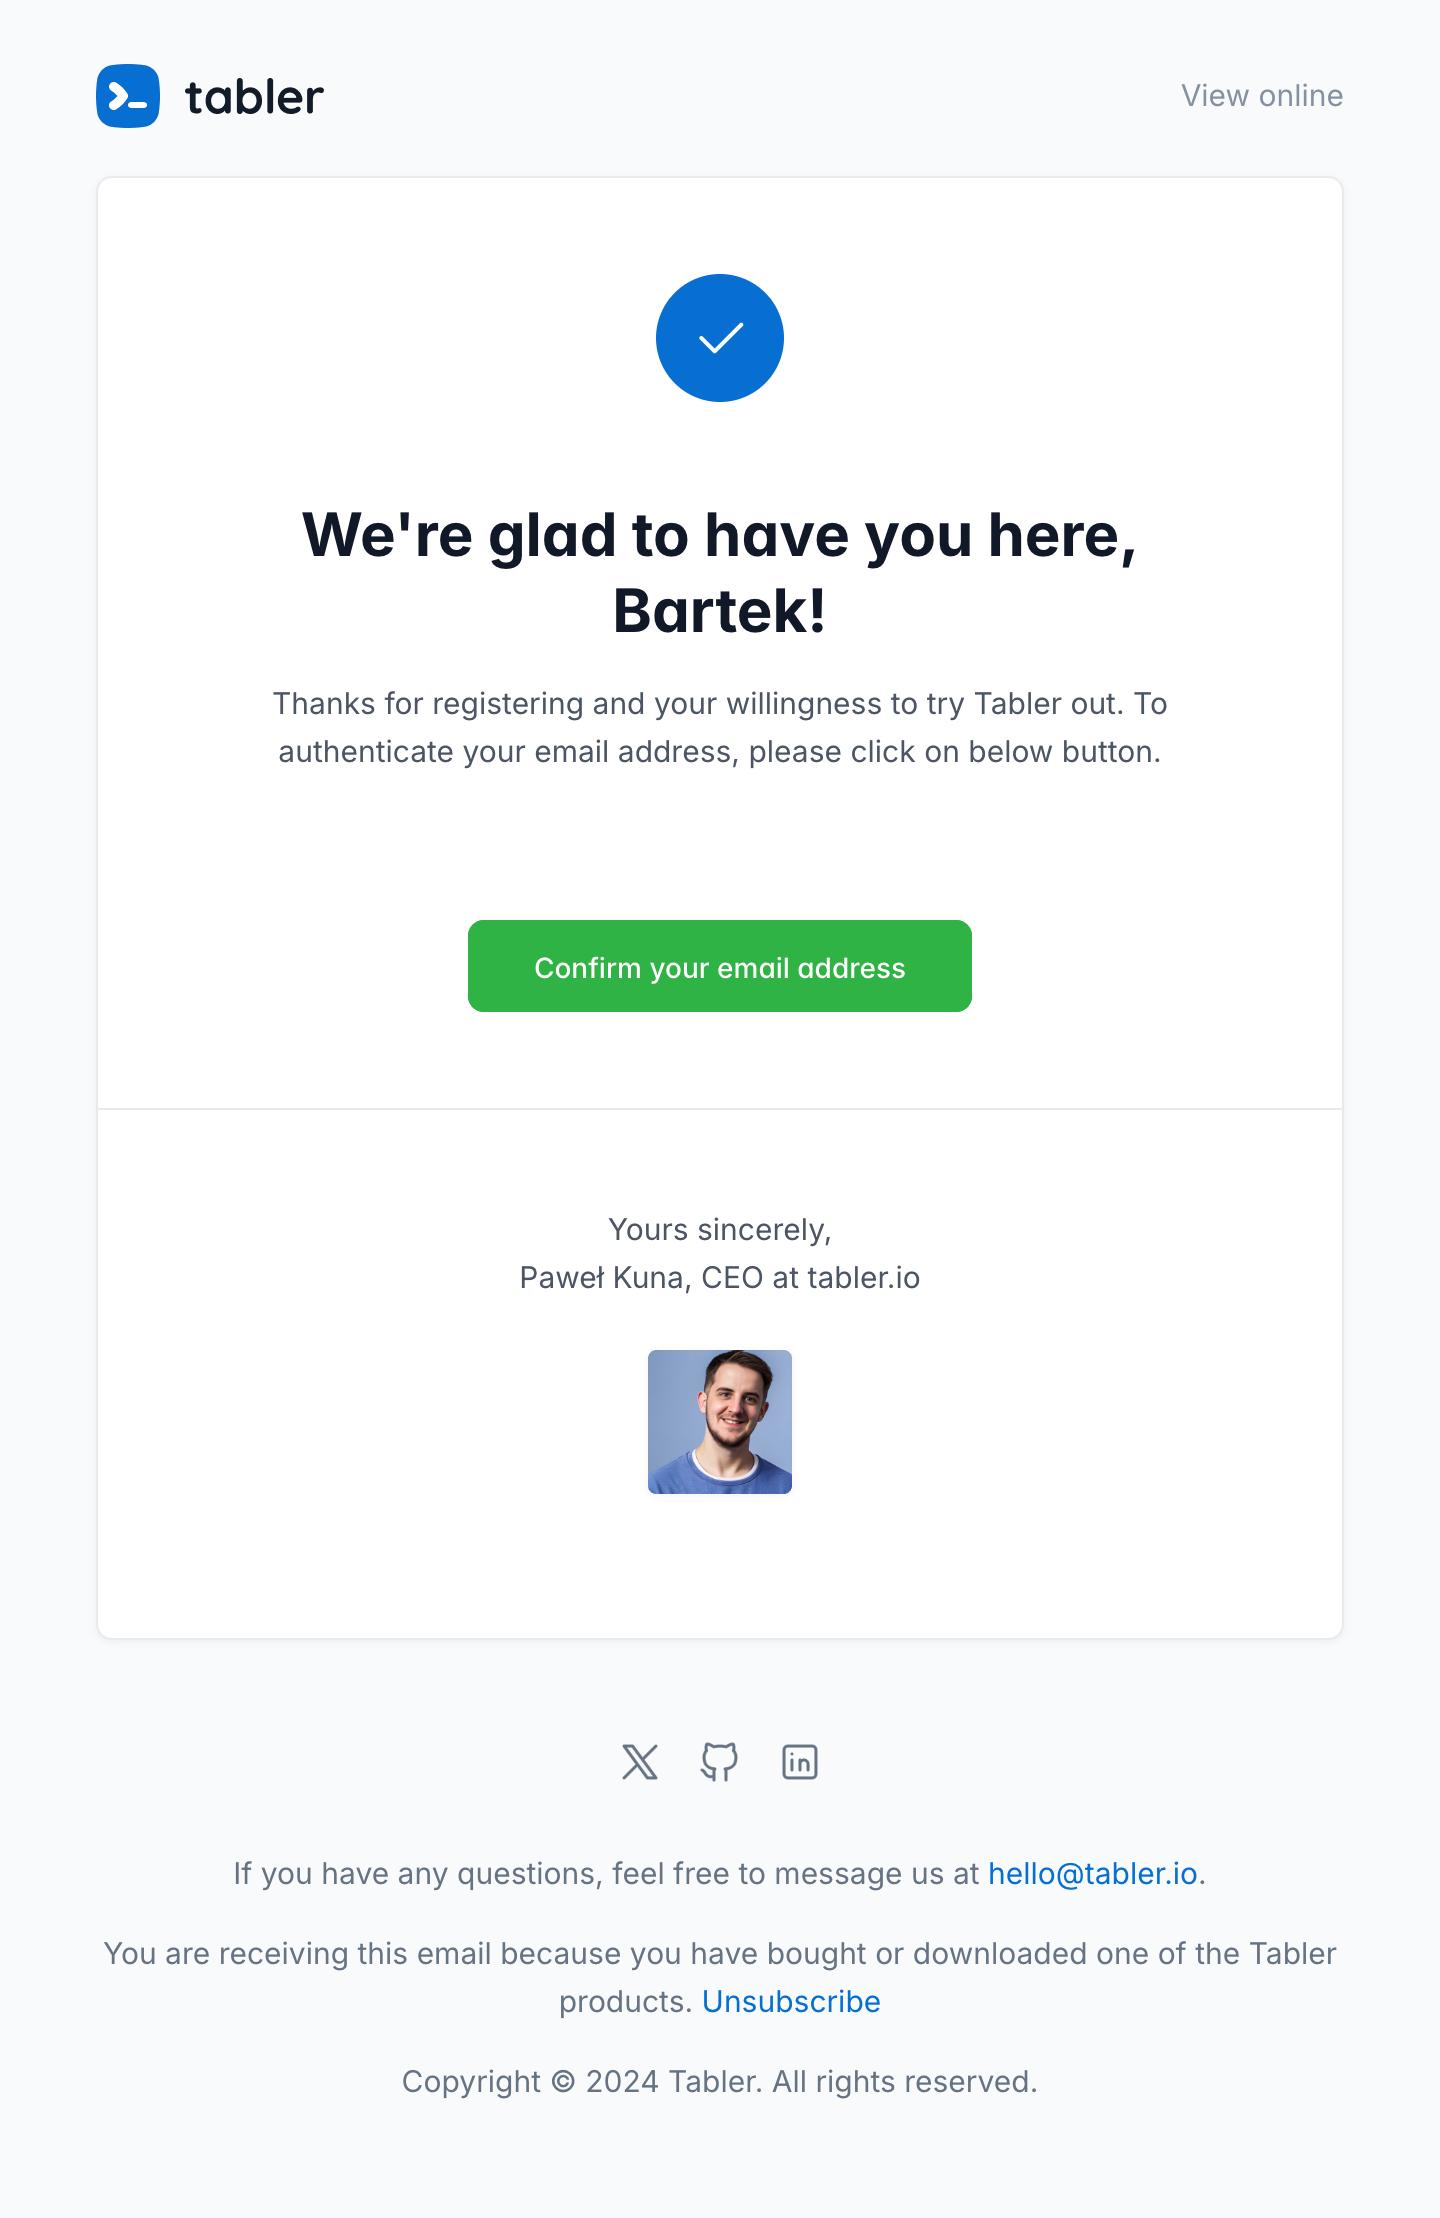 tabler
View online
We're glad to have you here,
Bartek!
Thanks for registering and your willingness to try Tabler out. To
authenticate your email address, please click on below button.
Confirm your email address
Yours sincerely,
Paweł Kuna, CEO at tabler.io
If you have any questions, feel free to message us at hello@tabler.io.
You are receiving this email because you have bought or downloaded one of the Tabler
products. Unsubscribe
Copyright © 2024 Tabler. All rights reserved.